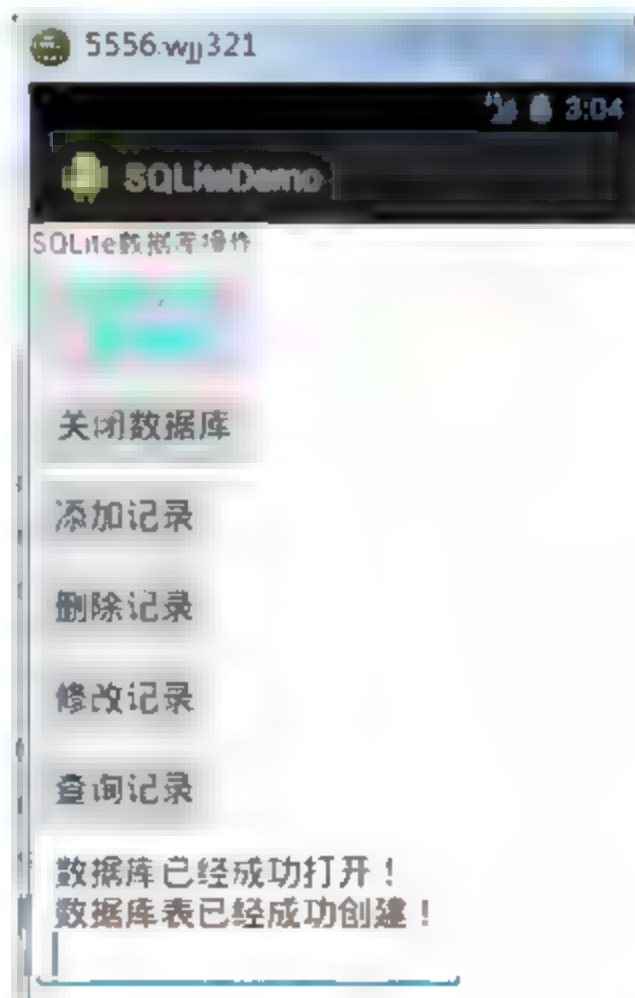 5556:wjj321
3:04
SQLiteDemo
SQLite数据库操作
关闭数据库
添加记录
删除记录
修改记录
查询记录
数据库已经成功打开！
数据库表已经成功创建！